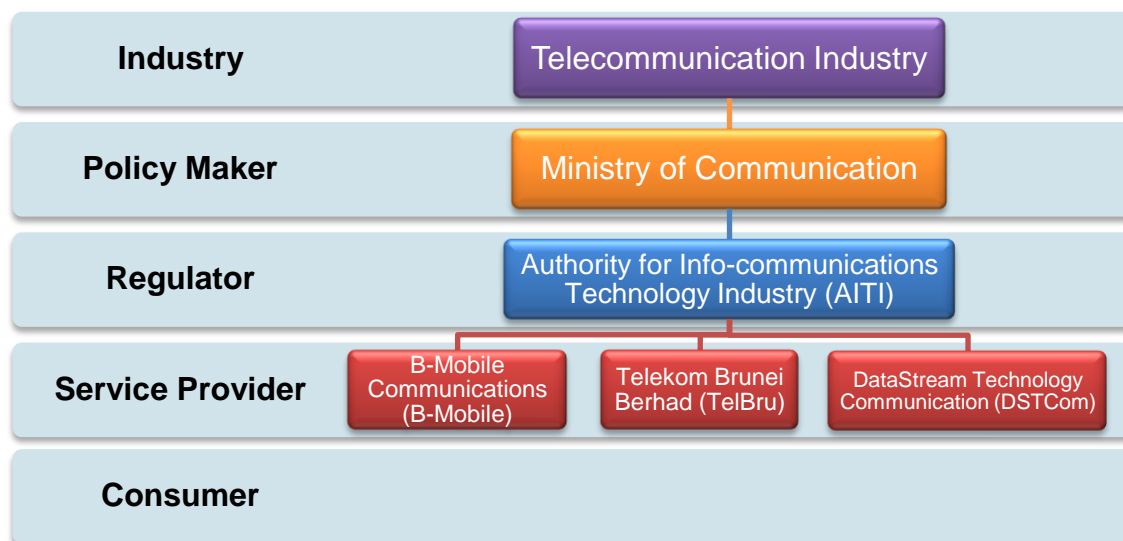 Industry
Telecommunication Industry
Policy Maker
Ministry of Communication
Regulator
Authority for Info-communications
Technology Industry (AITI)
Service Provider
B-Mobile
Communications
(B-Mobile)
Telekom Brunei
Berhad (TelBru)
DataStream Technology
Communication (DSTCom)
Consumer